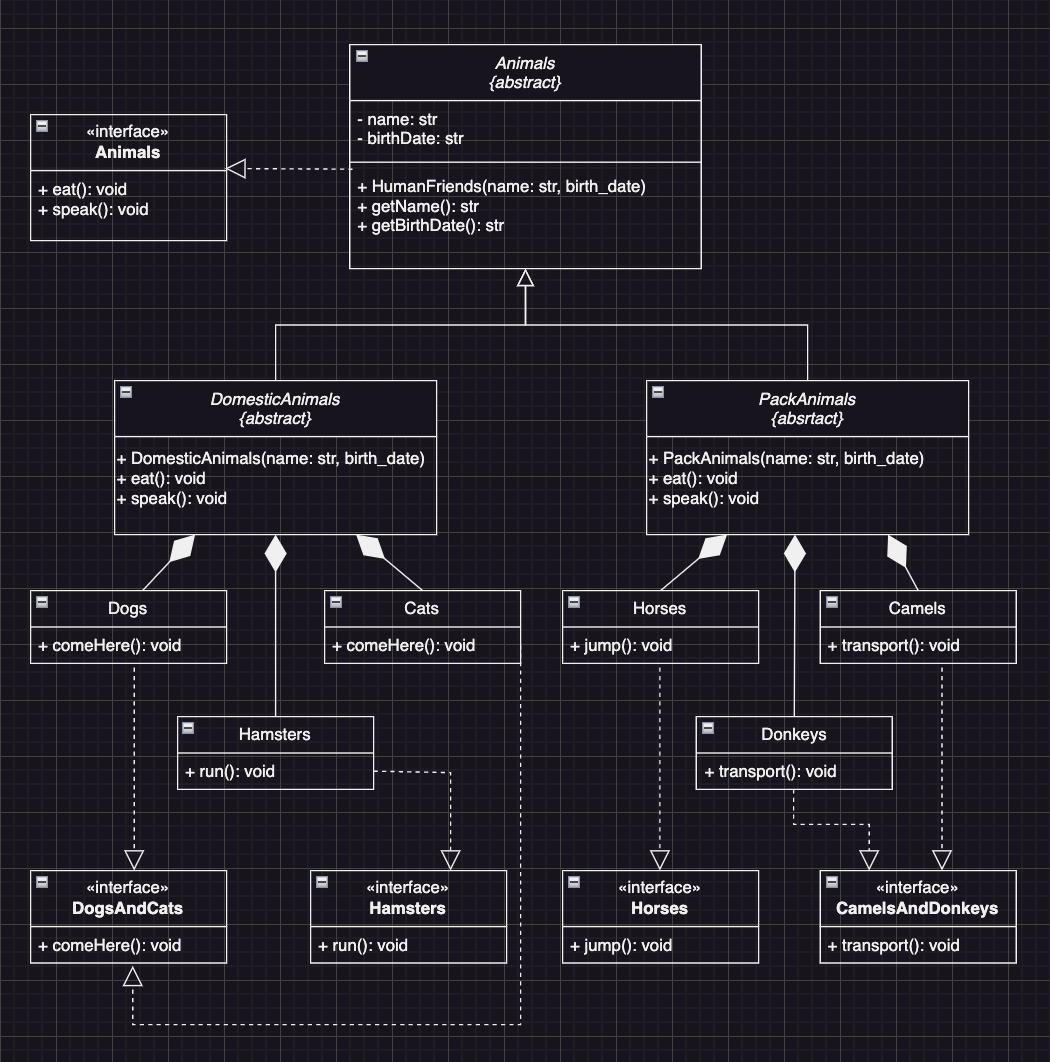 Animals
{abstract}
- name: str
- birthDate: str
+ HumanFriends(name: str, birth_date)
+ getName(): str
+ getBirthDate(): str
«interface»
Animals
+ eat(): void
+ speak(): void
DomesticAnimals
{abstract}
+ DomesticAnimals(name: str, birth_date)
+ eat(): void
+ speak(): void
PackAnimals
{absrtact}
+ PackAnimals(name: str, birth_date)
+ eat(): void
+ speak(): void
Dogs
+ comeHere(): void
Cats
+ comeHere(): void
Horses
+ jump(): void
Camels
+ transport(): void
Hamsters
+ run(): void
Donkeys
+ transport(): void
«interface»
DogsAndCats
+ comeHere(): void
«interface»
Hamsters
+ run(): void
«interface»
Horses
+ jump(): void
«interface»
CamelsAndDonkeys
+ transport(): void